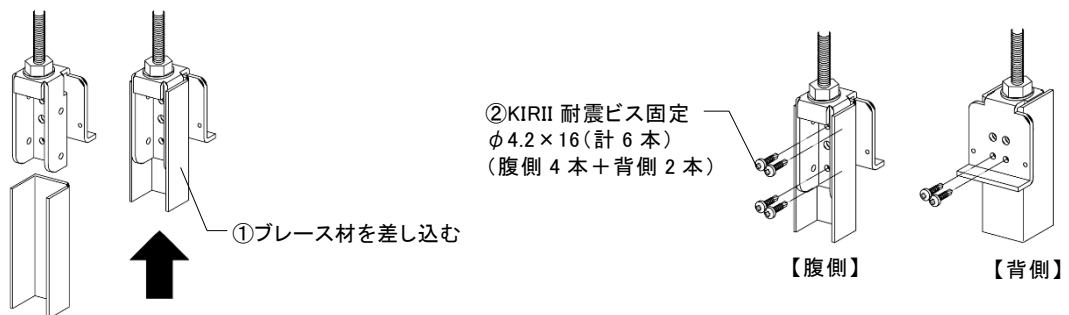 ①ブレース材を差し込む
②KIRII 耐震ビス固定
φ4.2×16(計 6 本)
(腹側 4 本+背側 2 本)
【腹側】
【背側】